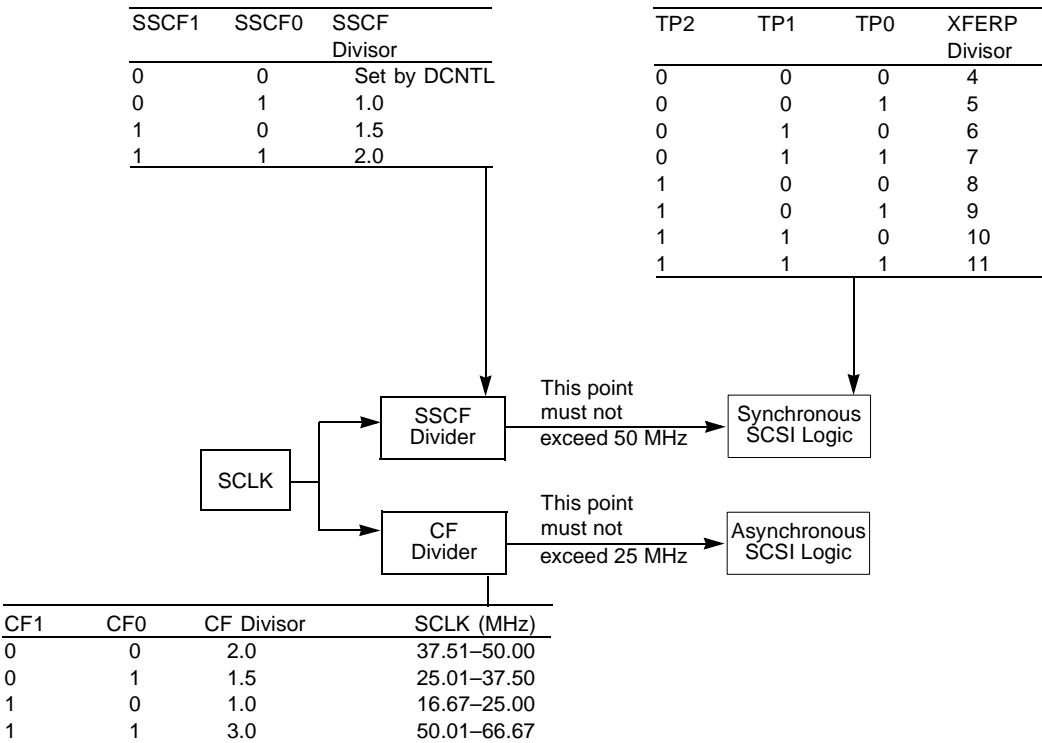 SSCF1 SSCF0 SSCF
Divisor
0 0 Set by DCNTL
0 1 1.0
1 0 1.5
1 1 2.0
TP2 TP1 TP0 XFERP
Divisor
0 0 0 4
0 0 1 5
0 1 0 6
0 1 1 7
1 0 0 8
1 0 1 9
1 1 0 10
1 1 1 11
SCLK
SSCF
Divider
This point
must not
exceed 50 MHz
Synchronous
SCSI Logic
CF
Divider
This point
must not
exceed 25 MHz
Asynchronous
SCSI Logic
CF1 CF0 CF Divisor SCLK (MHz)
0 0 2.0 37.51–50.00
0 1 1.5 25.01–37.50
1 0 1.0 16.67–25.00
1 1 3.0 50.01–66.67